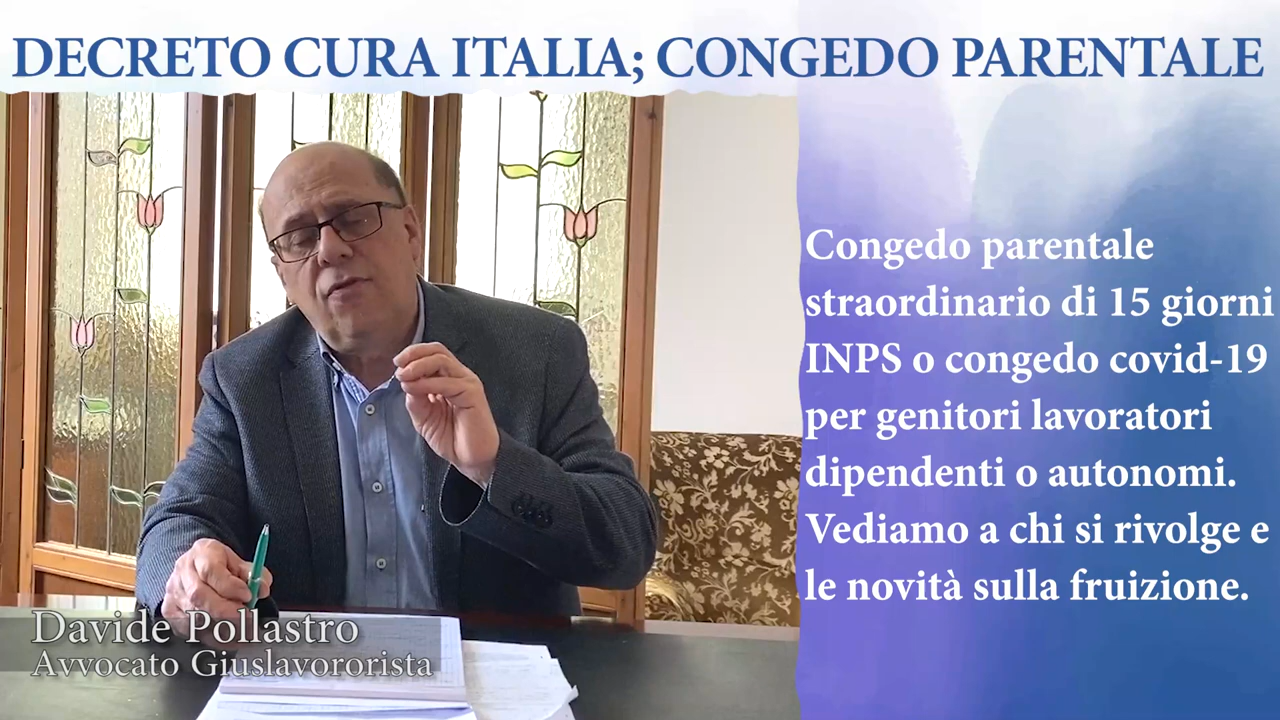 DECRETO CURA ITALIA; CONGEDO PARENTALE
Congedo parentale
straordinario di 15 giorni
INPS o congedo covid-19
per genitori lavoratori
dipendenti o autonomi.
Vediamo a chi si rivolge e
le novità sulla fruizione.
Davide Pollastro
Avvocato Giuslavororista